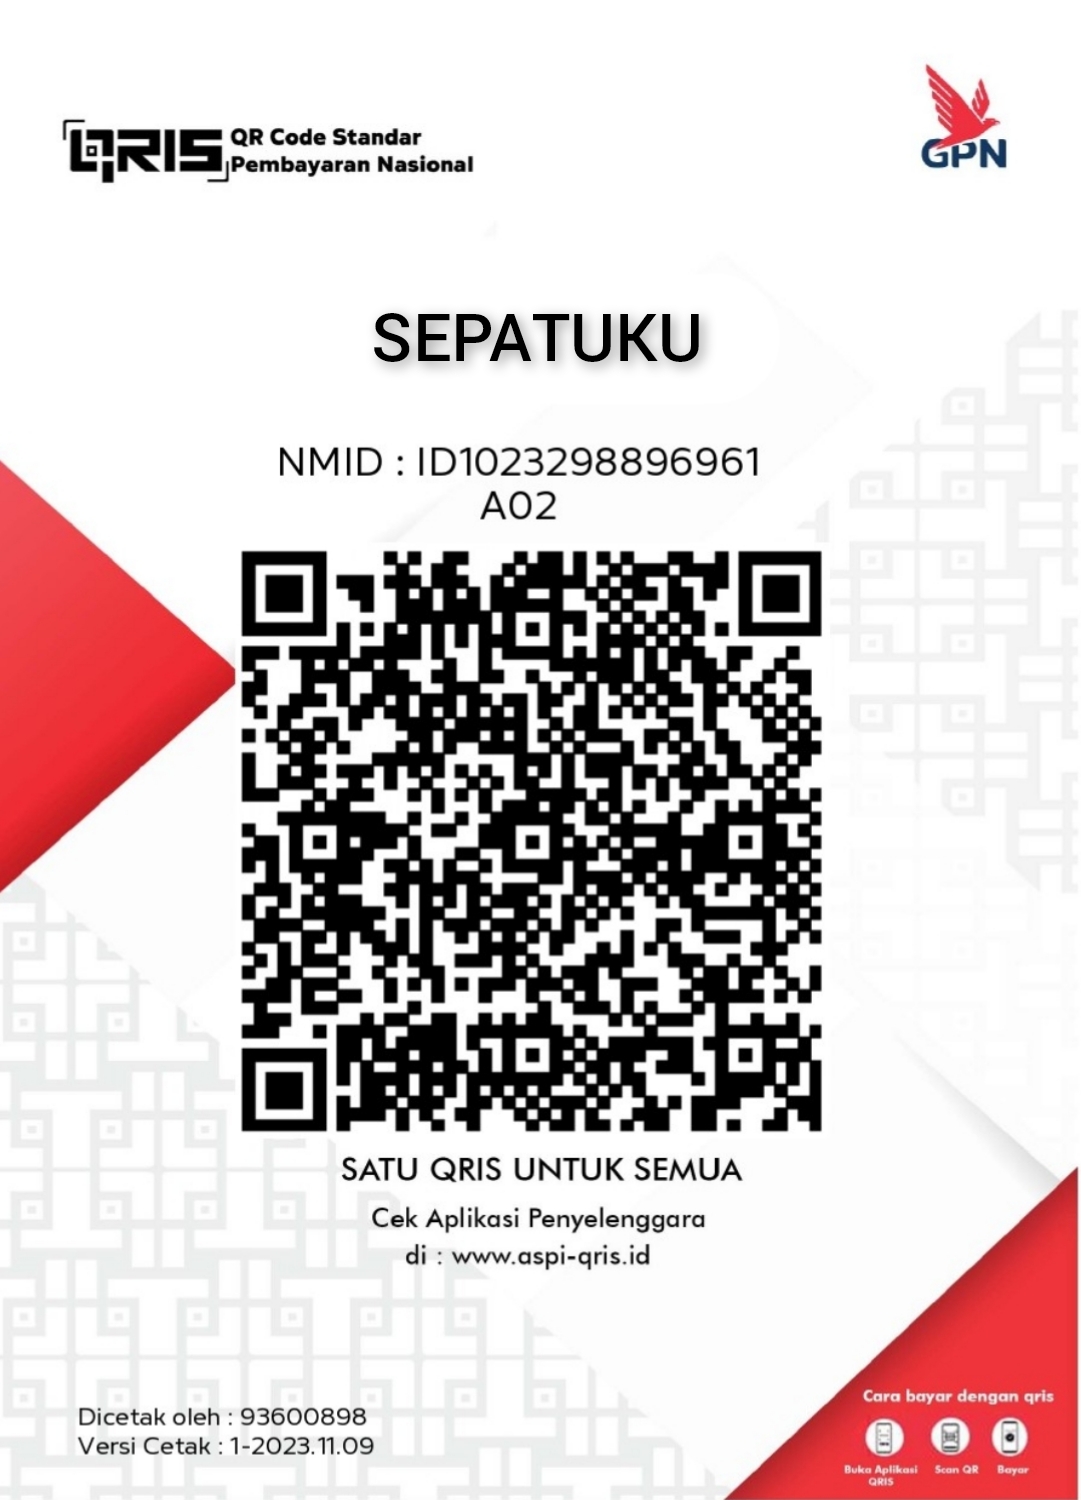 QRIS QR Code Standar
Pembayaran Nasional
GPN
SEPATUKU
NMID : ID1023298896961
A02
SATU QRIS UNTUK SEMUA
Cek Aplikasi Penyelenggara
di : www.aspi-qris.id
Dicetak oleh : 93600898
Versi Cetak : 1-2023.11.09
Cara bayar dengan qris
Buka Aplikasi QRIS
Scan QR
Bayar